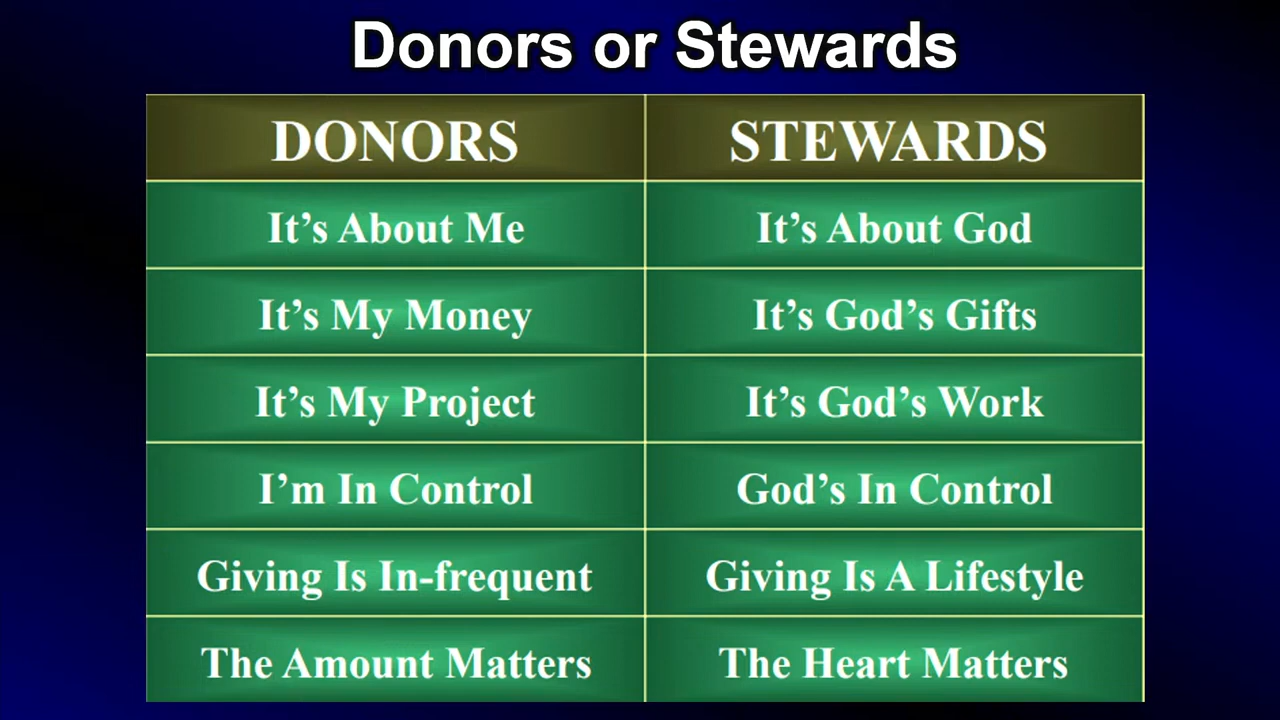 Donors or Stewards
DONORS STEWARDS
It’s About Me It’s About God
It’s My Money It’s God’s Gifts
It’s My Project It’s God’s Work
I’m In Control God’s In Control
Giving Is In-frequent Giving Is A Lifestyle
The Amount Matters The Heart Matters